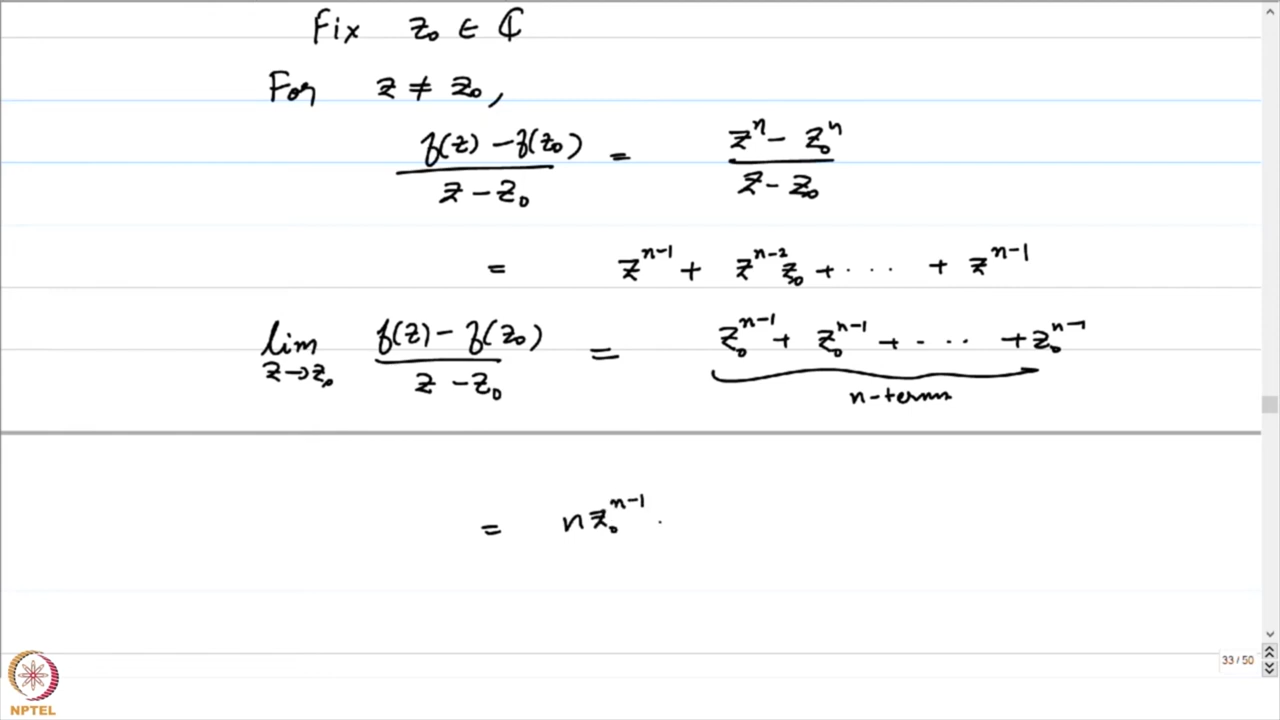 Fix z₀ ∈ ℂ
For z ≠ z₀,
(f(z) − f(z₀))/(z − z₀) = (zⁿ − z₀ⁿ)/(z − z₀)
= zⁿ⁻¹ + zⁿ⁻² z₀ + ···· + zⁿ⁻¹
lim_{z→z₀} (f(z) − f(z₀))/(z − z₀) = z₀ⁿ⁻¹ + z₀ⁿ⁻¹ + ···· + z₀ⁿ⁻¹
n-terms
= n z₀ⁿ⁻¹.
33 / 50
NPTEL